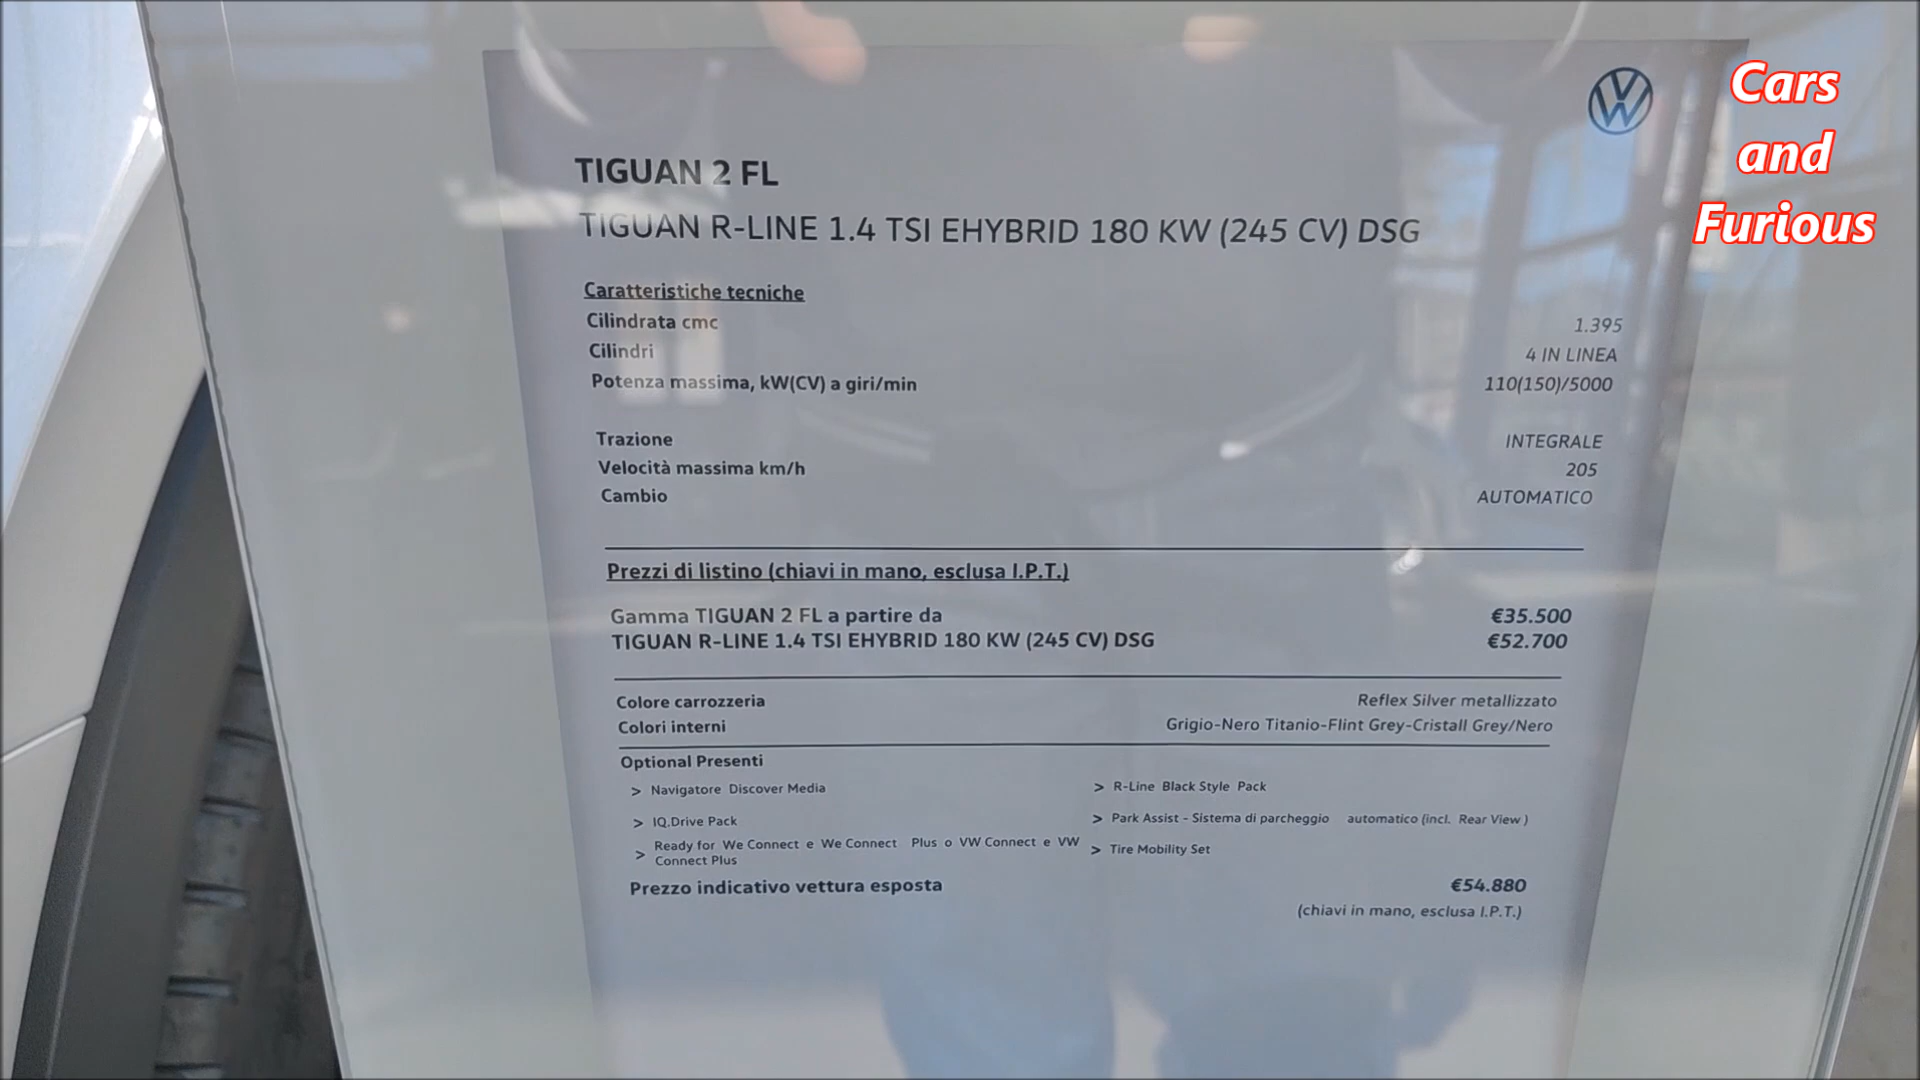 Cars
and
Furious
TIGUAN 2 FL
TIGUAN R-LINE 1.4 TSI EHYBRID 180 KW (245 CV) DSG
Caratteristiche tecniche
Cilindrata cmc 1.395
Cilindri 4 IN LINEA
Potenza massima, kW(CV) a giri/min 110(150)/5000
Trazione INTEGRALE
Velocità massima km/h 205
Cambio AUTOMATICO
Prezzi di listino (chiavi in mano, esclusa I.P.T.)
Gamma TIGUAN 2 FL a partire da €35.500
TIGUAN R-LINE 1.4 TSI EHYBRID 180 KW (245 CV) DSG €52.700
Colore carrozzeria Reflex Silver metallizzato
Colori interni Grigio-Nero Titanio-Flint Grey-Cristall Grey/Nero
Optional Presenti
> Navigatore Discover Media > R-Line Black Style Pack
> IQ.Drive Pack > Park Assist - Sistema di parcheggio automatico (incl. Rear View )
> Ready for We Connect e We Connect Plus o VW Connect e VW
Connect Plus
> Tire Mobility Set
Prezzo indicativo vettura esposta €54.880
(chiavi in mano, esclusa I.P.T.)